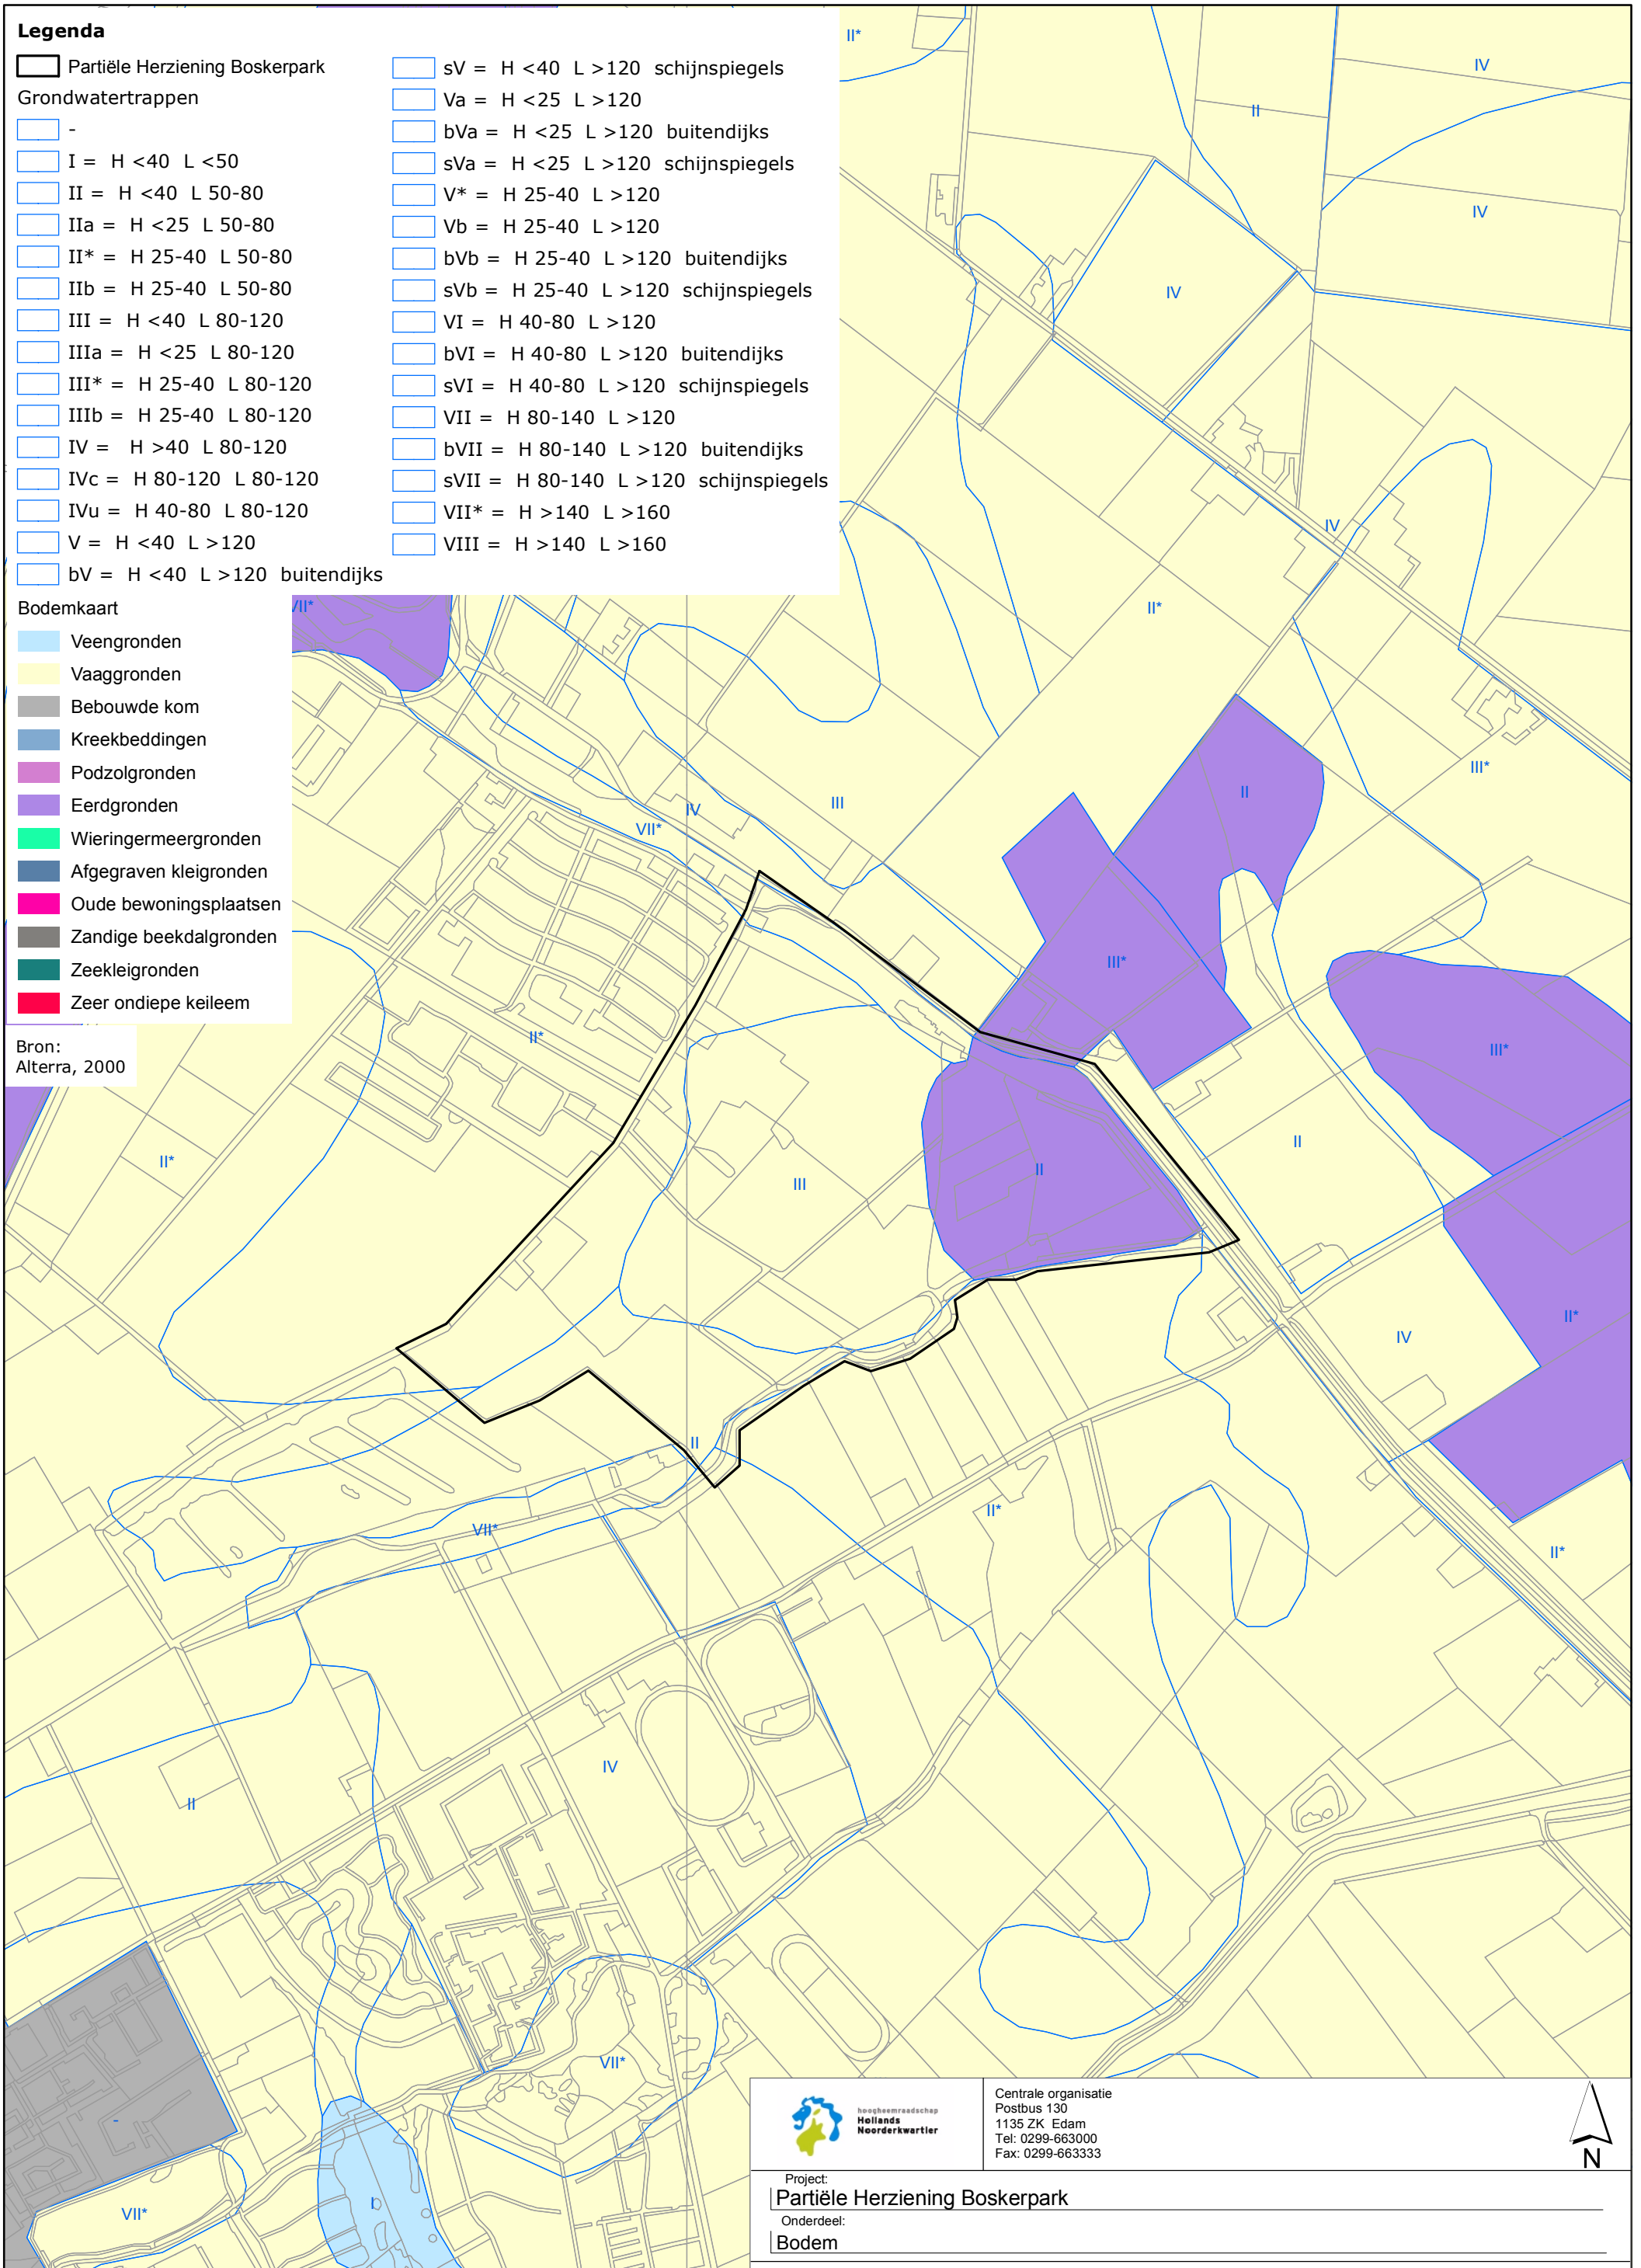 Legenda
Partiële Herziening Boskerpark
Grondwatertrappen
-
I = H <40 L <50
II = H <40 L 50-80
IIa = H <25 L 50-80
II* = H 25-40 L 50-80
IIb = H 25-40 L 50-80
III = H <40 L 80-120
IIIa = H <25 L 80-120
III* = H 25-40 L 80-120
IIIb = H 25-40 L 80-120
IV = H >40 L 80-120
IVc = H 80-120 L 80-120
IVu = H 40-80 L 80-120
V = H <40 L >120
bV = H <40 L >120 buitendijks
sV = H <40 L >120 schijnspiegels
Va = H <25 L >120
bVa = H <25 L >120 buitendijks
sVa = H <25 L >120 schijnspiegels
V* = H 25-40 L >120
Vb = H 25-40 L >120
bVb = H 25-40 L >120 buitendijks
sVb = H 25-40 L >120 schijnspiegels
VI = H 40-80 L >120
bVI = H 40-80 L >120 buitendijks
sVI = H 40-80 L >120 schijnspiegels
VII = H 80-140 L >120
bVII = H 80-140 L >120 buitendijks
sVII = H 80-140 L >120 schijnspiegels
VII* = H >140 L >160
VIII = H >140 L >160
Bodemkaart
Veengronden
Vaaggronden
Bebouwde kom
Kreekbeddingen
Podzolgronden
Eerdgronden
Wieringermeergronden
Afgegraven kleigronden
Oude bewoningsplaatsen
Zandige beekdalgronden
Zeekleigronden
Zeer ondiepe keileem
Bron:
Alterra, 2000
II*
IV
II
IV
IV
IV
II*
VII*
III*
II
III
IV
VII*
III*
II*
III*
II
II*
II
III
II*
IV
II
II*
VII*
II*
IV
II
VII*
-
I
VII*
hoogheemraadschap
Hollands
Noorderkwartier
Centrale organisatie
Postbus 130
1135 ZK Edam
Tel: 0299-663000
Fax: 0299-663333
N
Project:
Partiële Herziening Boskerpark
Onderdeel:
Bodem